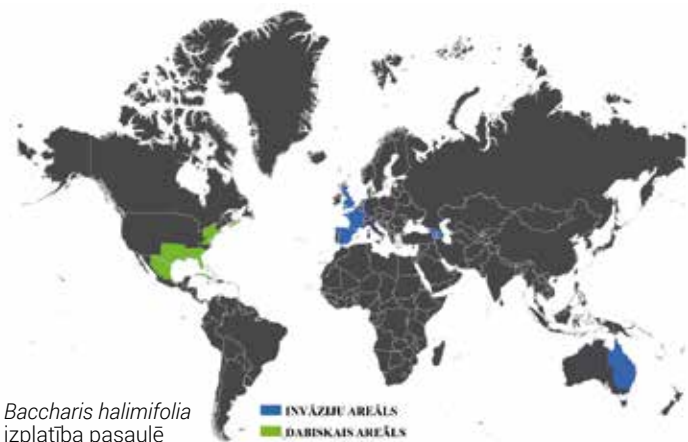 Baccharis halimifolia
izplatība pasaulē
INVĀZIJU AREĀLS
DABISKAIS AREĀLS